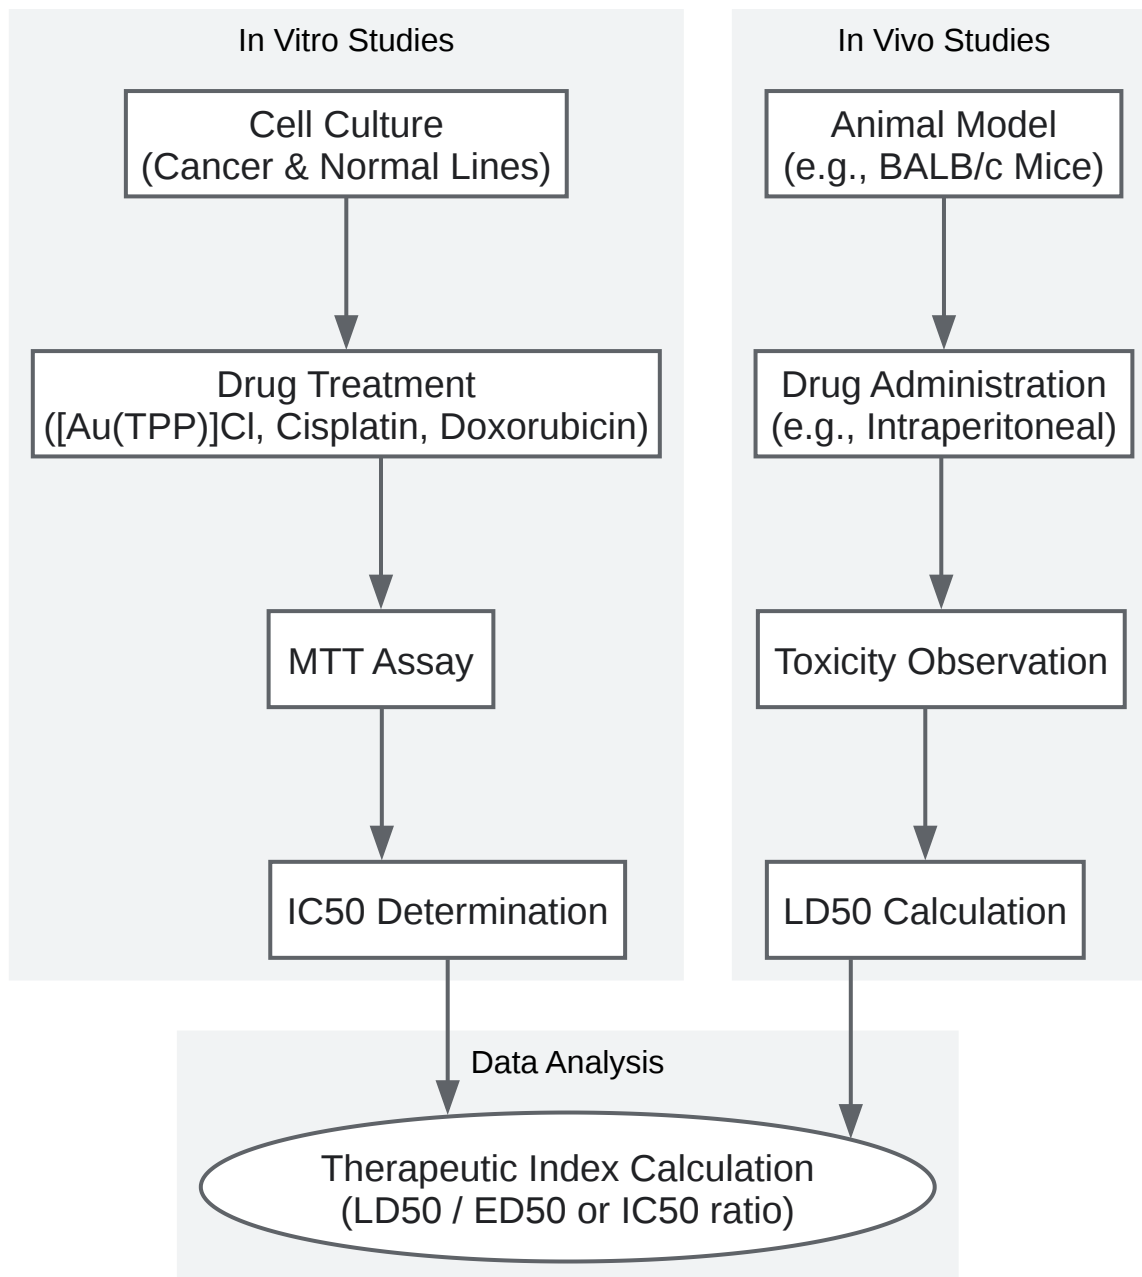 In Vitro Studies
Cell Culture
(Cancer & Normal Lines)
Drug Treatment
([Au(TPP)]Cl, Cisplatin, Doxorubicin)
MTT Assay
IC50 Determination
In Vivo Studies
Animal Model
(e.g., BALB/c Mice)
Drug Administration
(e.g., Intraperitoneal)
Toxicity Observation
LD50 Calculation
Data Analysis
Therapeutic Index Calculation
(LD50 / ED50 or IC50 ratio)